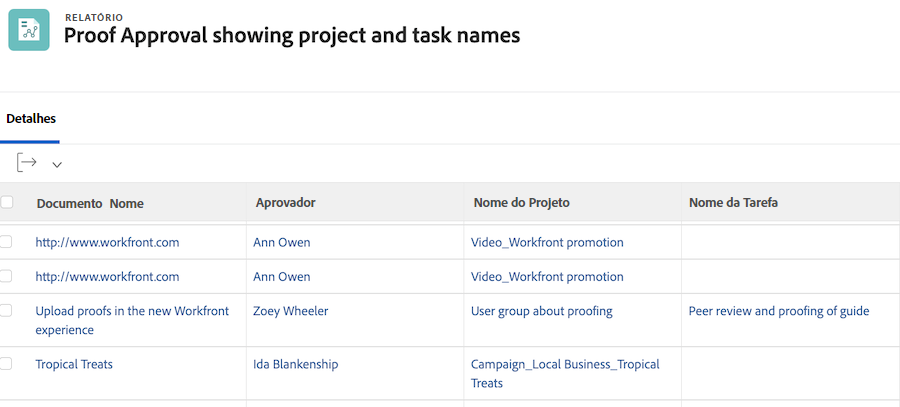 RELATÓRIO
Proof Approval showing project and task names
Detalhes
Documento Nome Aprovador Nome do Projeto Nome da Tarefa
http://www.workfront.com Ann Owen Video_Workfront promotion
http://www.workfront.com Ann Owen Video_Workfront promotion
Upload proofs in the new Workfront Zoey Wheeler User group about proofing Peer review and proofing of guide
experience
Tropical Treats Ida Blankenship Campaign_Local Business_Tropical
Treats